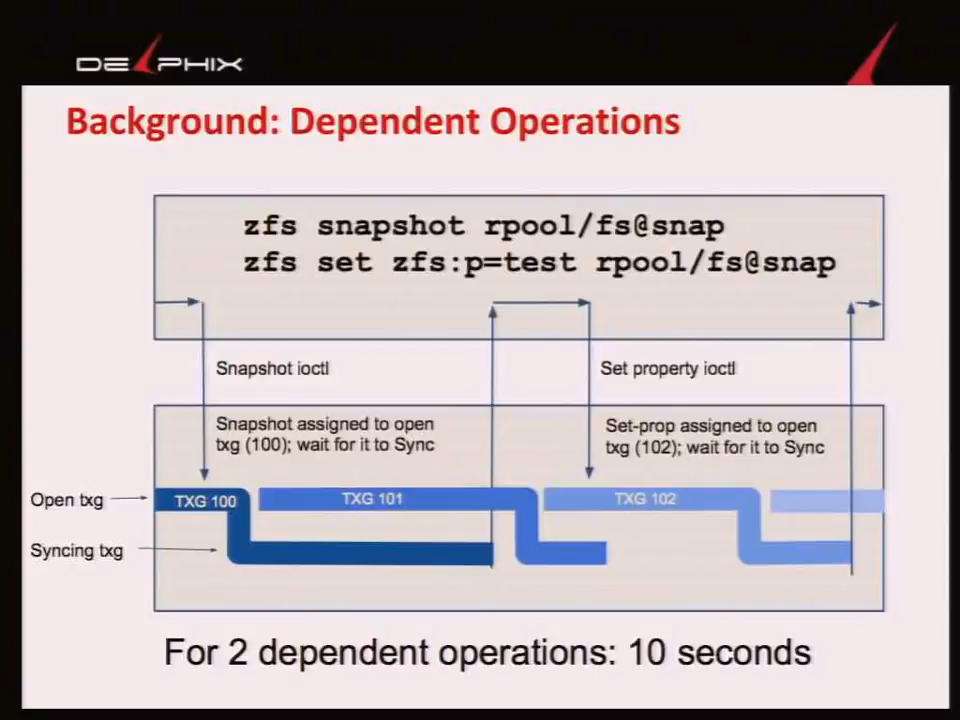 DELPHIX
Background: Dependent Operations
zfs snapshot rpool/fs@snap
zfs set zfs:p=test rpool/fs@snap
Snapshot ioctl
Set property ioctl
Snapshot assigned to open
txg (100); wait for it to Sync
Set-prop assigned to open
txg (102); wait for it to Sync
Open txg
TXG 100
TXG 101
TXG 102
Syncing txg
For 2 dependent operations: 10 seconds